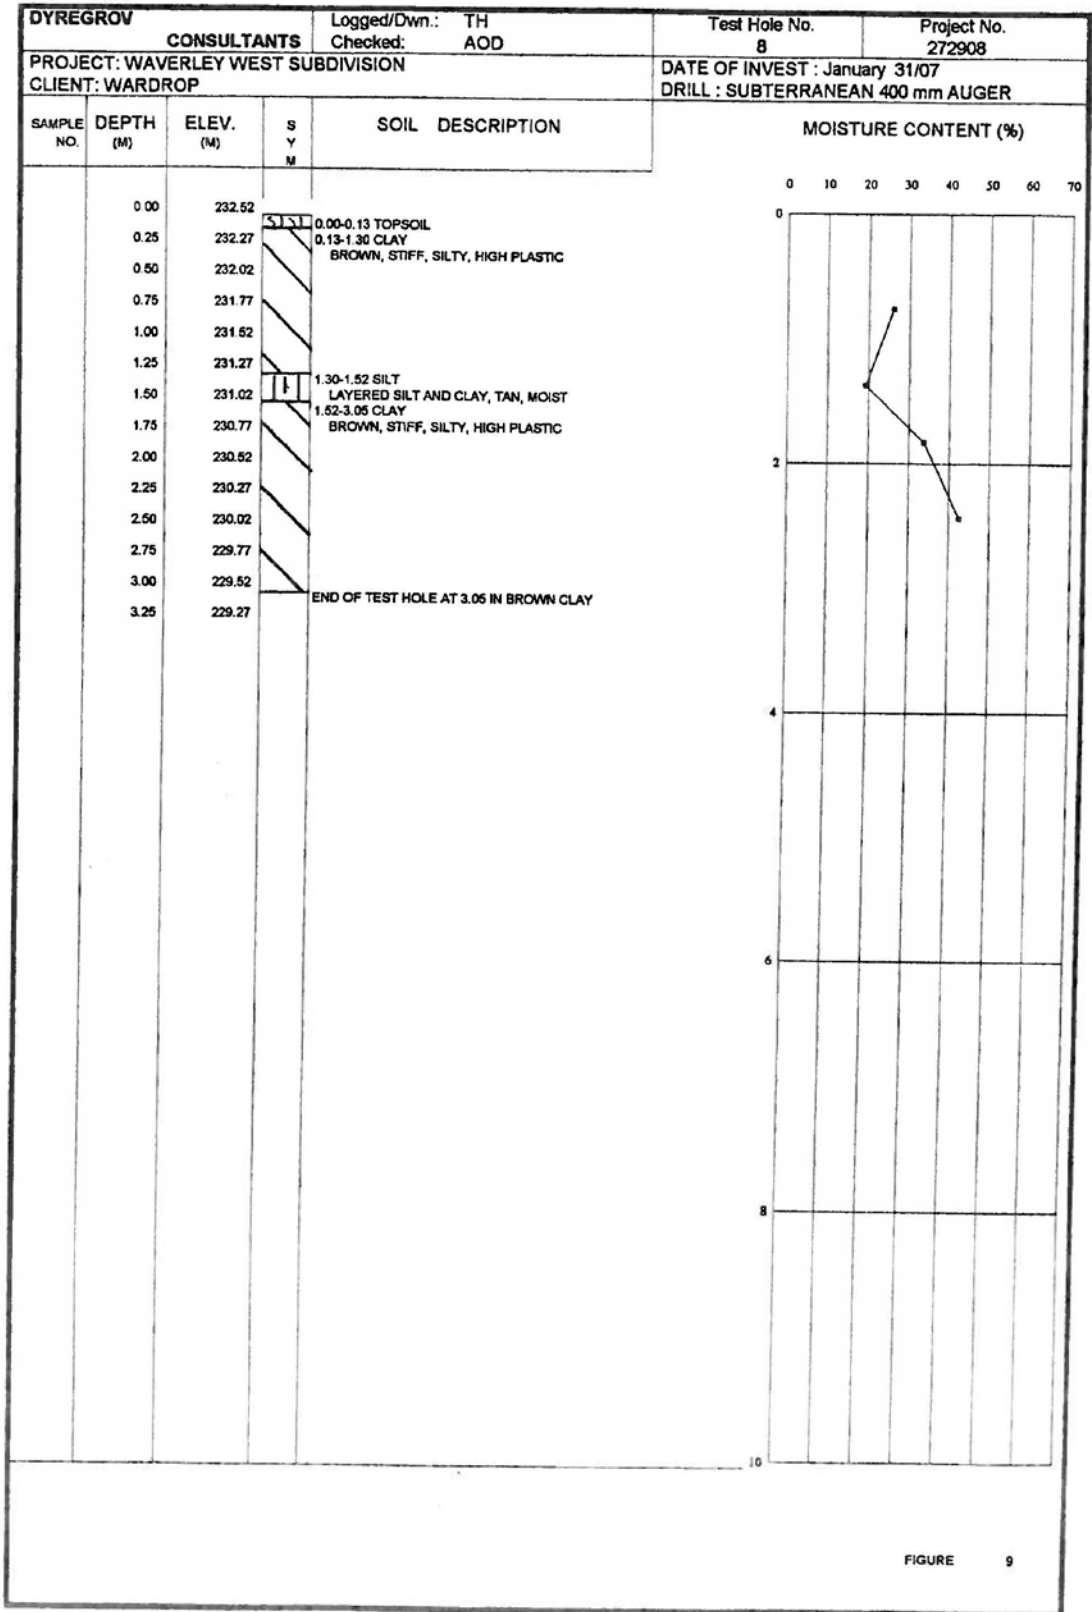 DYREGROV
CONSULTANTS
Logged/Dwn.: TH
Checked: AOD
Test Hole No.
8
Project No.
272908
PROJECT: WAVERLEY WEST SUBDIVISION
CLIENT: WARDROP
DATE OF INVEST : January 31/07
DRILL : SUBTERRANEAN 400 mm AUGER
SAMPLE NO.
DEPTH (M)
ELEV. (M)
S Y M
SOIL DESCRIPTION
MOISTURE CONTENT (%)
0 10 20 30 40 50 60 70
0.00 232.52
0.25 232.27
0.50 232.02
0.75 231.77
1.00 231.52
1.25 231.27
1.50 231.02
1.75 230.77
2.00 230.52
2.25 230.27
2.50 230.02
2.75 229.77
3.00 229.52
3.25 229.27
0.00-0.13 TOPSOIL
0.13-1.30 CLAY
BROWN, STIFF, SILTY, HIGH PLASTIC
1.30-1.52 SILT
LAYERED SILT AND CLAY, TAN, MOIST
1.52-3.05 CLAY
BROWN, STIFF, SILTY, HIGH PLASTIC
END OF TEST HOLE AT 3.05 IN BROWN CLAY
0
2
4
6
8
10
FIGURE 9